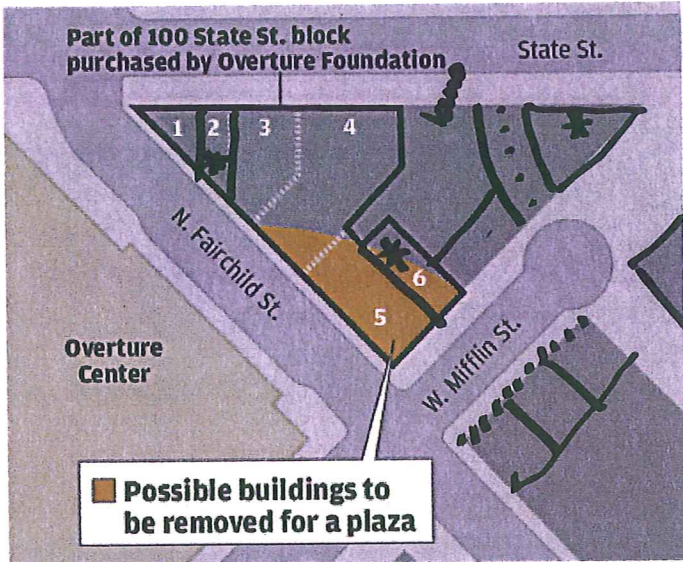 Part of 100 State St. block
purchased by Overture Foundation
State St.
1 2 3 4
N. Fairchild St.
6
5
Overture
Center
W. Mifflin St.
Possible buildings to
be removed for a plaza